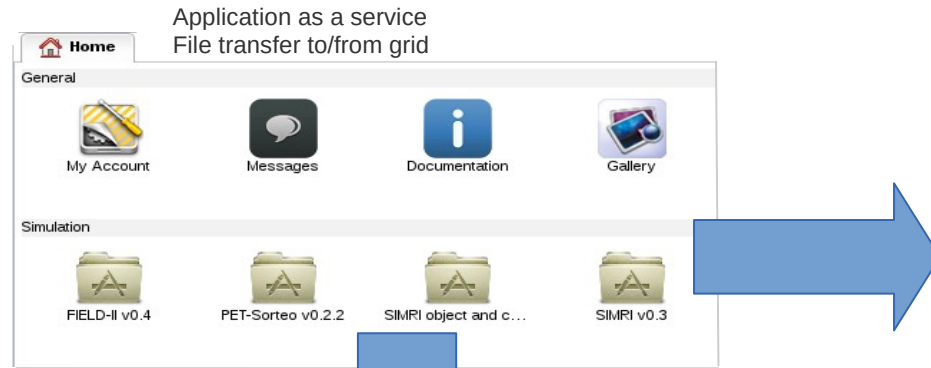 Application as a service
File transfer to/from grid
Home
General
My Account Messages Documentation Gallery
Simulation
FIELD-II v0.4 PET-Sorteo v0.2.2 SIMRI object and c... SIMRI v0.3